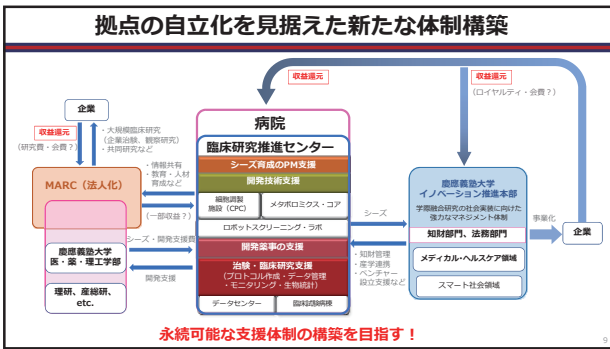 拠点の自立化を見据えた新たな体制構築
収益還元
収益還元
(ロイヤルティ・会費?)
企業
収益還元
(研究費・会費?)
・大規模臨床研究
(企業治験、観察研究)
・共同研究など
病院
臨床研究推進センター
シーズ育成のPM支援
開発技術支援
細胞調製
施設(CPC)
メタボロミクス・コア
ロボットスクリーニング・ラボ
開発薬事の支援
治験・臨床研究支援
(プロトコル作成・データ管理
・モニタリング・生物統計)
データセンター
臨床試験病棟
MARC(法人化)
・情報共有
・教育・人材
育成など
(一部収益?)
シーズ・開発支援費
開発支援
慶應義塾大学
医・薬・理工学部
理研、産総研、
etc.
シーズ
・知財管理
・産学連携
・ベンチャー
設立支援など
慶應義塾大学
イノベーション推進本部
学際融合研究の社会実装に向けた
強力なマネジメント体制
知財部門、法務部門
メディカル・ヘルスケア領域
スマート社会領域
事業化
企業
永続可能な支援体制の構築を目指す!
9